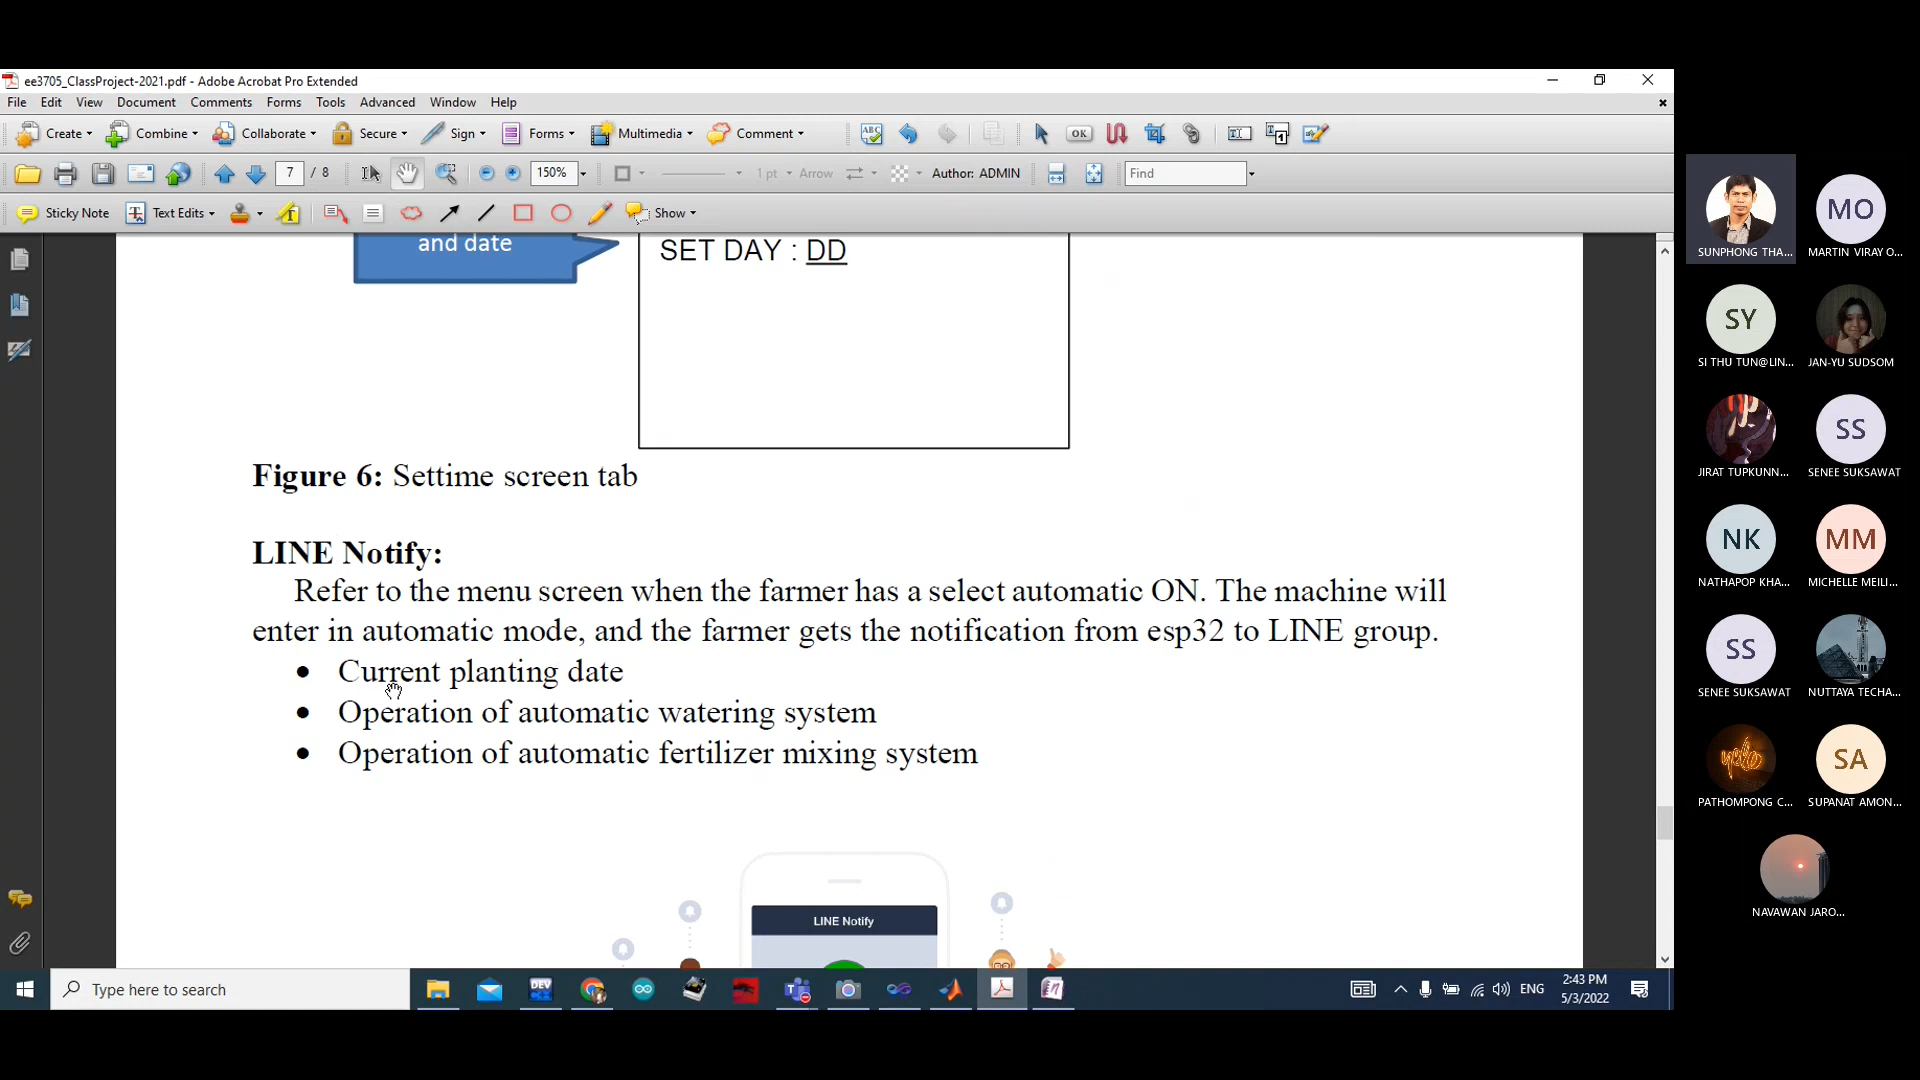 ee3705_ClassProject-2021.pdf - Adobe Acrobat Pro Extended
File Edit View Document Comments Forms Tools Advanced Window Help
Create Combine Collaborate Secure Sign Forms Multimedia Comment
7 / 8 150% 1 pt Arrow Author: ADMIN Find
Sticky Note Text Edits Show
and date
SET DAY : DD
Figure 6: Settime screen tab
LINE Notify:
Refer to the menu screen when the farmer has a select automatic ON. The machine will
enter in automatic mode, and the farmer gets the notification from esp32 to LINE group.
• Current planting date
• Operation of automatic watering system
• Operation of automatic fertilizer mixing system
LINE Notify
Type here to search
DEV
ENG
2:43 PM
5/3/2022
SUNPHONG THA...
MO
MARTIN VIRAY O...
SY
SI THU TUN@LIN...
JAN-YU SUDSOM
JIRAT TUPKUNN...
SS
SENEE SUKSAWAT
NK
NATHAPOP KHA...
MM
MICHELLE MEILI...
SS
SENEE SUKSAWAT
NUTTAYA TECHA...
yolo
PATHOMPONG C...
SA
SUPANAT AMON...
NAVAWAN JARO...